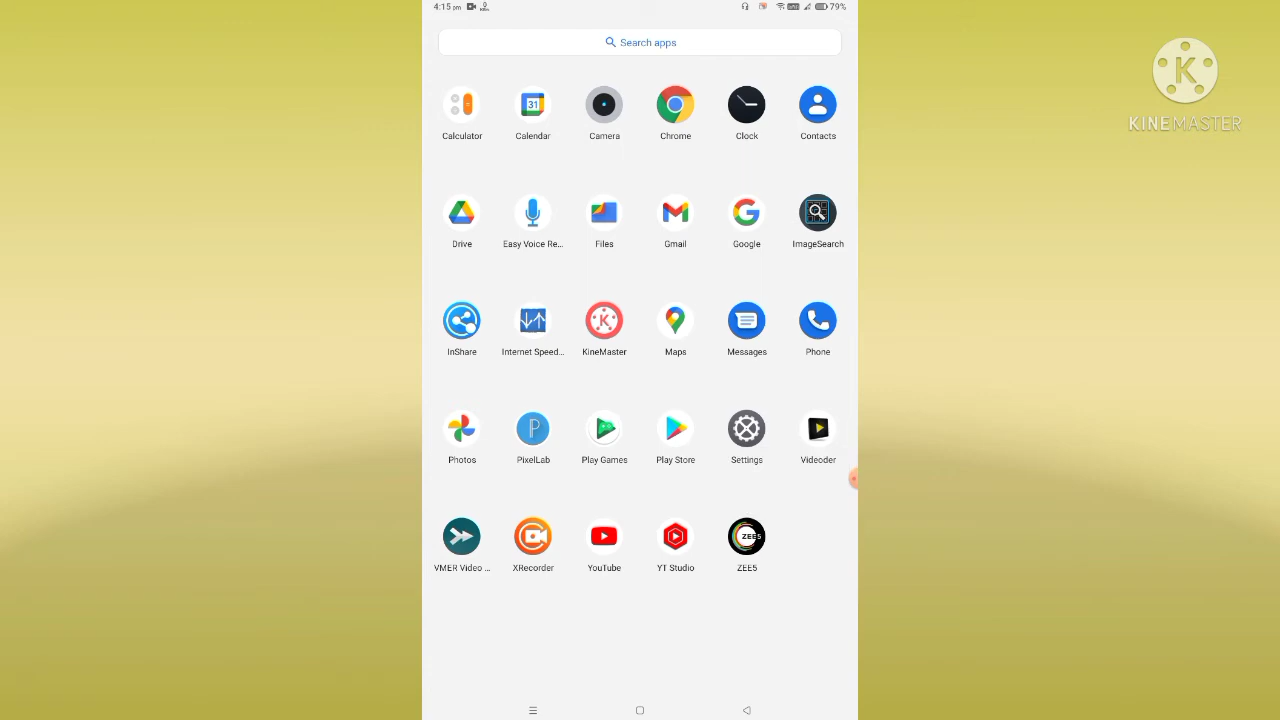 4:15 pm 79%
Search apps
K
KINEMASTER
31
Calculator Calendar Camera Chrome Clock Contacts
Drive Easy Voice Re... Files Gmail Google ImageSearch
K
InShare Internet Speed... KineMaster Maps Messages Phone
P
Photos PixelLab Play Games Play Store Settings Videoder
ZEE5
VMER Video ... XRecorder YouTube YT Studio ZEE5